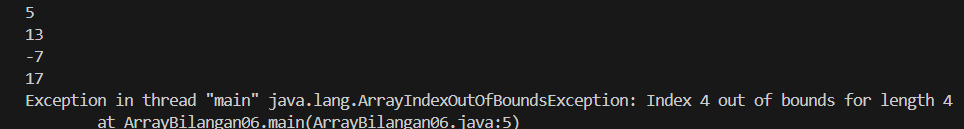 5
13
-7
17
Exception in thread "main" java.lang.ArrayIndexOutOfBoundsException: Index 4 out of bounds for length 4
at ArrayBilangan06.main(ArrayBilangan06.java:5)